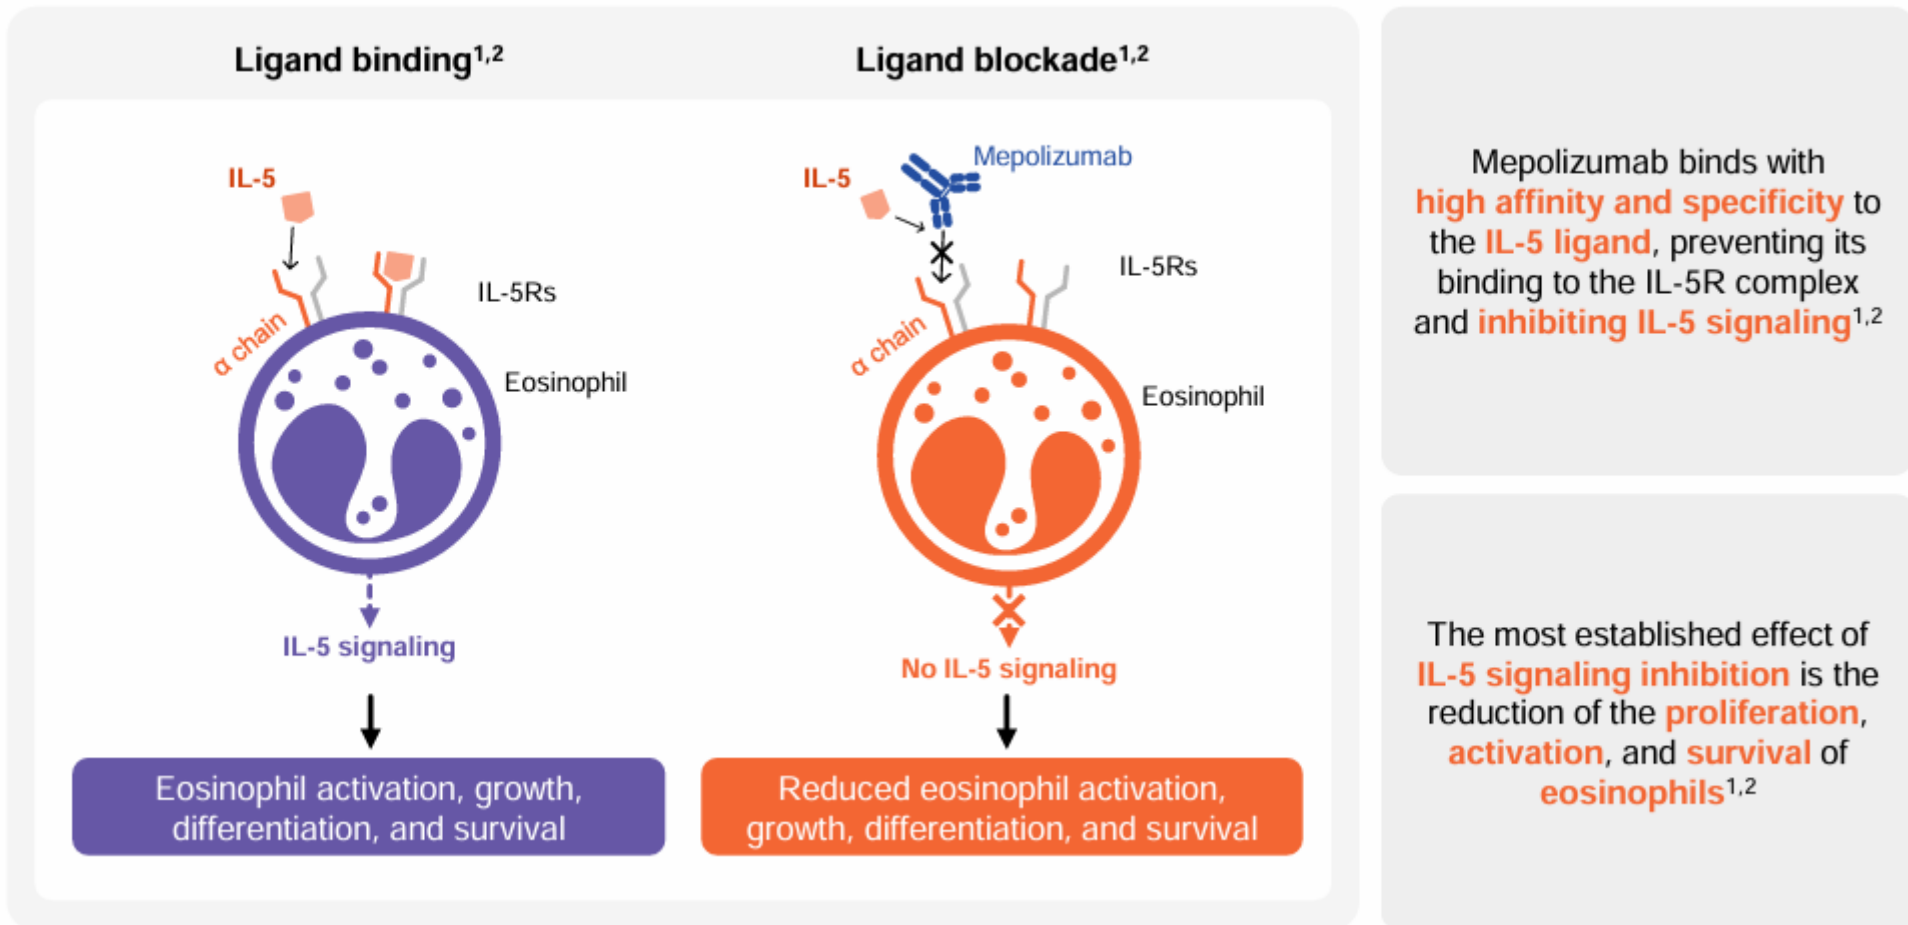 Ligand binding1,2
IL-5
IL-5Rs
α chain
Eosinophil
IL-5 signaling
Eosinophil activation, growth,
differentiation, and survival
Ligand blockade1,2
Mepolizumab
IL-5
IL-5Rs
α chain
Eosinophil
No IL-5 signaling
Reduced eosinophil activation,
growth, differentiation, and survival
Mepolizumab binds with
high affinity and specificity to
the IL-5 ligand, preventing its
binding to the IL-5R complex
and inhibiting IL-5 signaling1,2
The most established effect of
IL-5 signaling inhibition is the
reduction of the proliferation,
activation, and survival of
eosinophils1,2